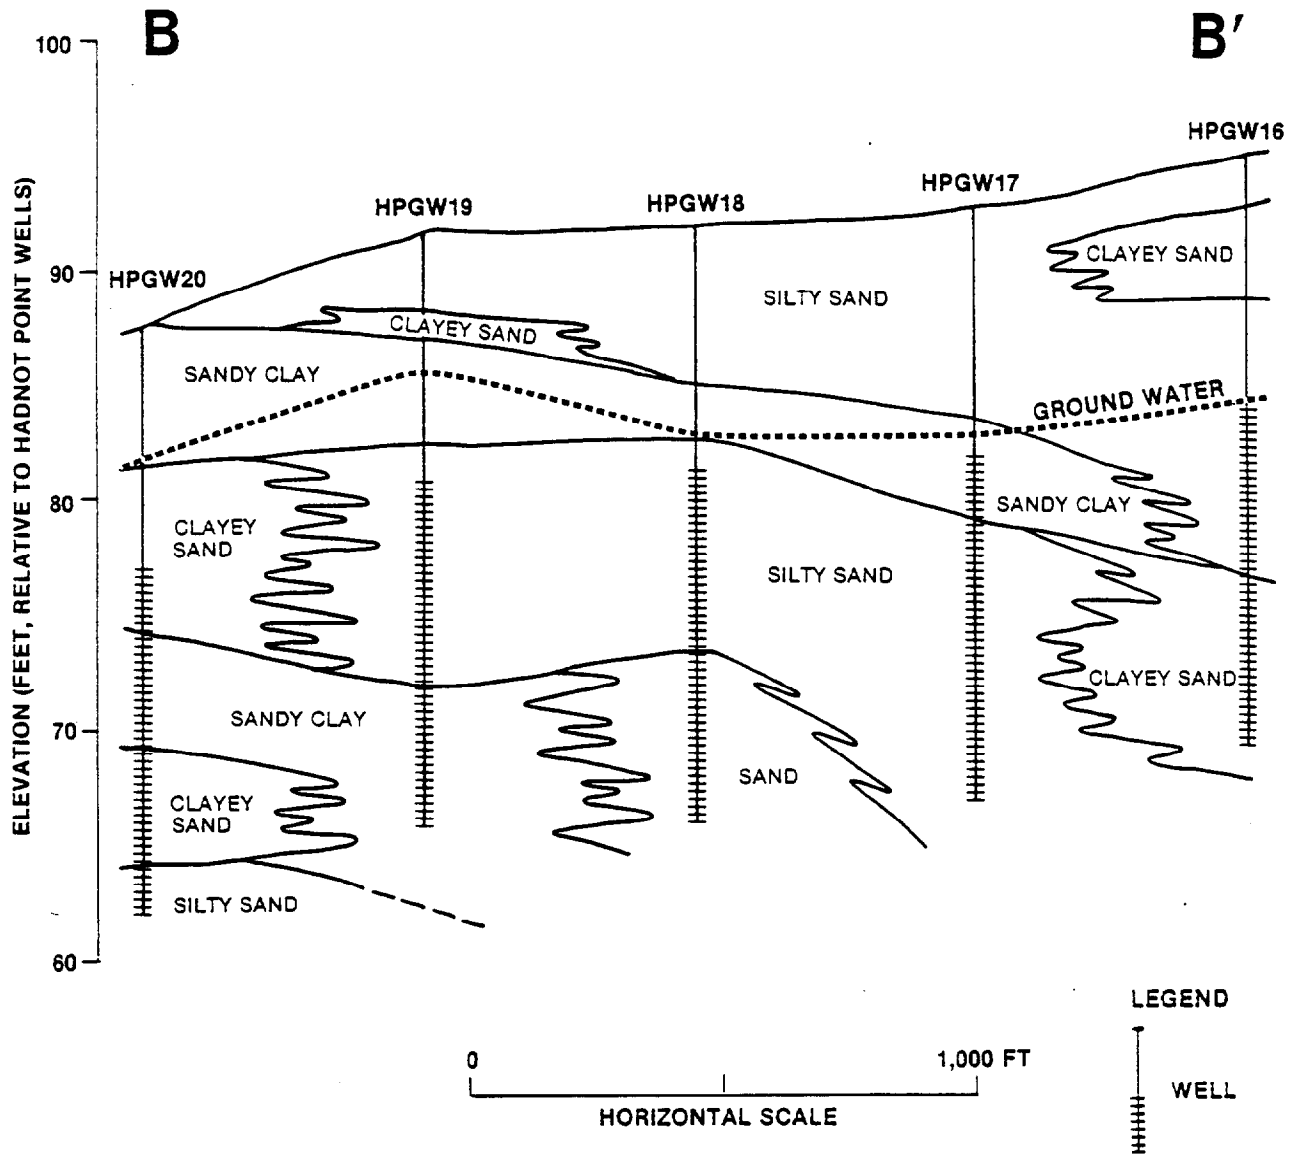 B
B′
100
HPGW16
HPGW17
HPGW19
HPGW18
90
HPGW20
CLAYEY SAND
SILTY SAND
CLAYEY SAND
SANDY CLAY
GROUND WATER
80
SANDY CLAY
CLAYEY
SAND
SILTY SAND
CLAYEY SAND
SANDY CLAY
70
SAND
CLAYEY
SAND
SILTY SAND
60
ELEVATION (FEET, RELATIVE TO HADNOT POINT WELLS)
LEGEND
WELL
0
1,000 FT
HORIZONTAL SCALE